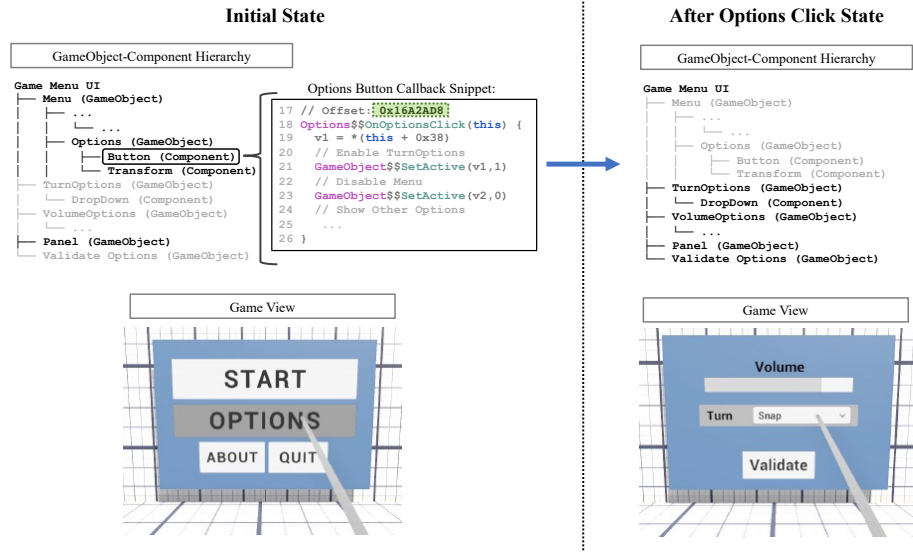 Initial State
GameObject-Component Hierarchy
Game Menu UI
Menu (GameObject)
...
...
Options (GameObject)
Button (Component)
Transform (Component)
TurnOptions (GameObject)
DropDown (Component)
VolumeOptions (GameObject)
...
Panel (GameObject)
Validate Options (GameObject)
Options Button Callback Snippet:
17 // Offset: 0x16A2AD8
18 Options$$OnOptionsClick(this) {
19 v1 = *(this + 0x38)
20 // Enable TurnOptions
21 GameObject$$SetActive(v1,1)
22 // Disable Menu
23 GameObject$$SetActive(v2,0)
24 // Show Other Options
25 ...
26 }
Game View
START
OPTIONS
ABOUT QUIT
After Options Click State
GameObject-Component Hierarchy
Game Menu UI
Menu (GameObject)
...
...
Options (GameObject)
Button (Component)
Transform (Component)
TurnOptions (GameObject)
DropDown (Component)
VolumeOptions (GameObject)
...
Panel (GameObject)
Validate Options (GameObject)
Game View
Volume
Turn Snap
Validate